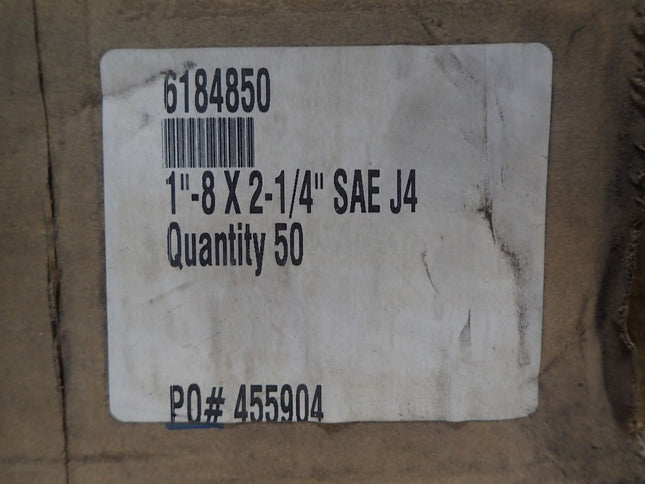 6184850
1"-8 X 2-1/4" SAE J4
Quantity 50
PO# 455904